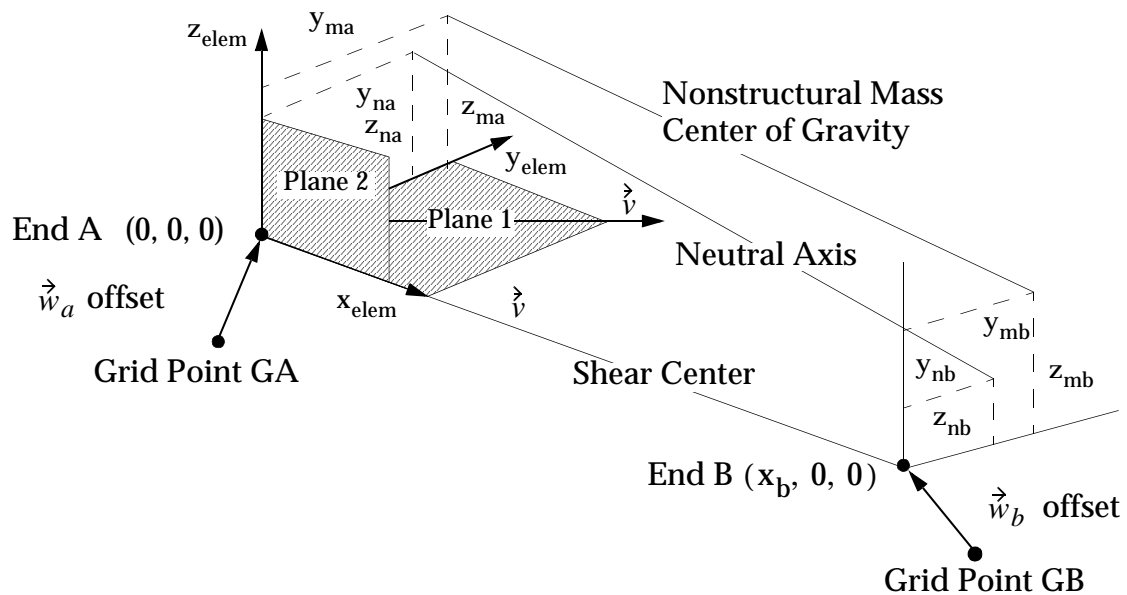 y_ma
z_elem
Nonstructural Mass
Center of Gravity
y_na
z_ma
z_na
y_elem
Plane 2
Plane 1
v
End A (0, 0, 0)
Neutral Axis
w_a offset
x_elem
v
y_mb
Grid Point GA
Shear Center
y_nb
z_mb
z_nb
End B (x_b, 0, 0)
w_b offset
Grid Point GB